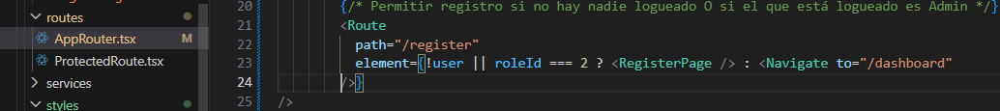 routes
AppRouter.tsx M
ProtectedRoute.tsx
services
styles
20 {/* Permitir registro si no hay nadie logueado O si el que está logueado es Admin */}
21 <Route
22 path="/register"
23 element={!user || roleId === 2 ? <RegisterPage /> : <Navigate to="/dashboard"
24 />}
25 />